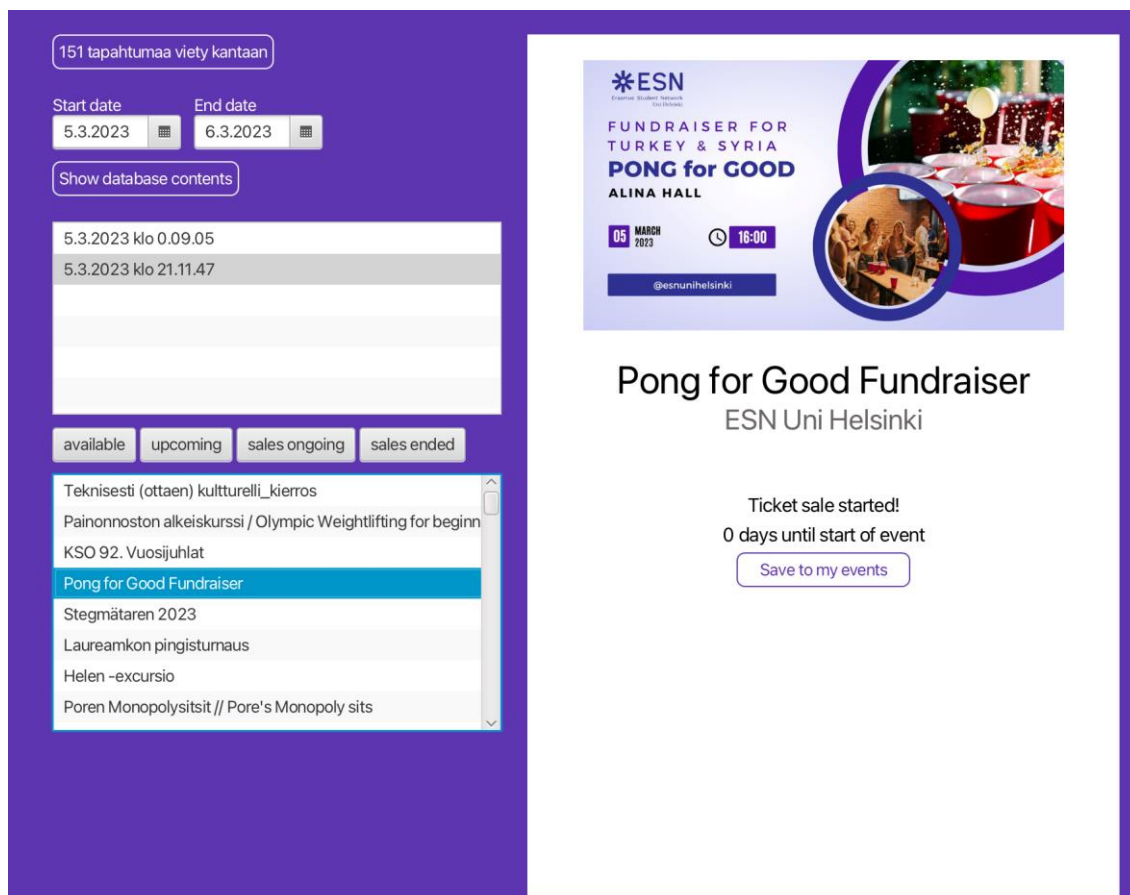 151 tapahtumaa viety kantaan
Start date
End date
5.3.2023
6.3.2023
Show database contents
5.3.2023 klo 0.09.05
5.3.2023 klo 21.11.47
available
upcoming
sales ongoing
sales ended
Teknisesti (ottaen) kultturelli_kierros
Painonnoston alkeiskurssi / Olympic Weightlifting for beginn
KSO 92. Vuosijuhlat
Pong for Good Fundraiser
Stegmätaren 2023
Laureamkon pingisturnaus
Helen -excursio
Poren Monopolysitsit // Pore's Monopoly sits
ESN
Erasmus Student Network
Uni Helsinki
FUNDRAISER FOR
TURKEY & SYRIA
PONG for GOOD
ALINA HALL
05 MARCH 2023
16:00
@esnunihelsinki
Pong for Good Fundraiser
ESN Uni Helsinki
Ticket sale started!
0 days until start of event
Save to my events